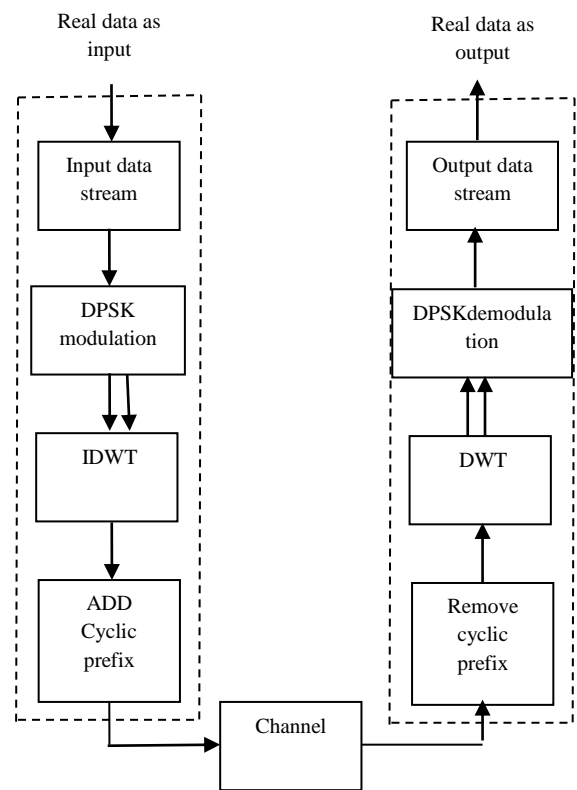 Real data as
input
Input data
stream
DPSK
modulation
IDWT
ADD
Cyclic
prefix
Channel
Real data as
output
Output data
stream
DPSKdemodula
tion
DWT
Remove
cyclic
prefix